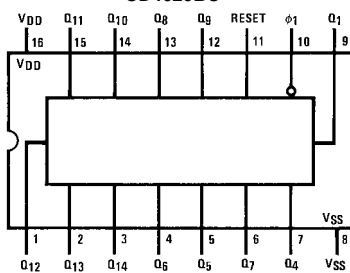 VDD Q11 Q10 Q8 Q9 RESET ϕ1 Q1
16 15 14 13 12 11 10 9
VDD
VSS
1 2 3 4 5 6 7 8
Q12 Q13 Q14 Q6 Q5 Q7 Q4 VSS